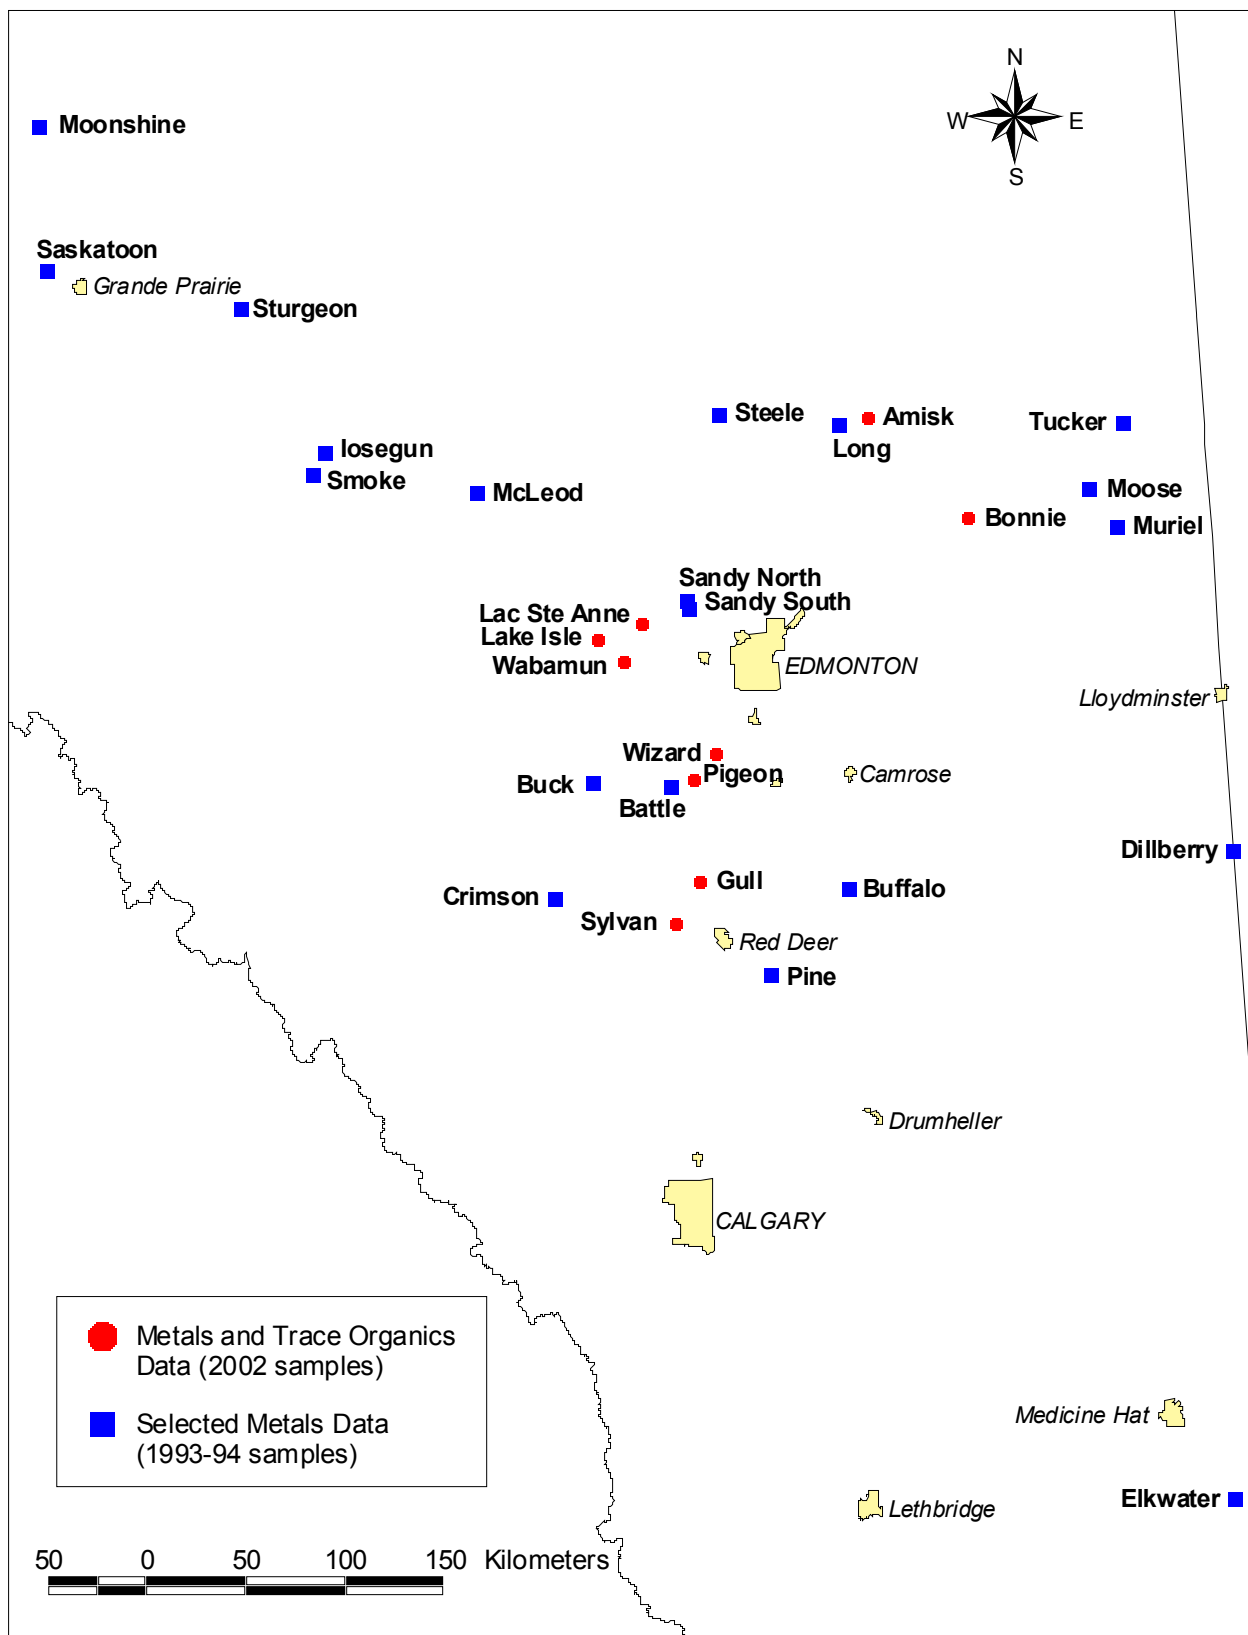 N
W
E
S
Moonshine
Saskatoon
Grande Prairie
Sturgeon
Steele
Amisk
Long
Tucker
Iosegun
Smoke
McLeod
Moose
Bonnie
Muriel
Sandy North
Sandy South
Lac Ste Anne
Lake Isle
Wabamun
EDMONTON
Lloydminster
Wizard
Pigeon
Camrose
Buck
Battle
Dillberry
Gull
Buffalo
Crimson
Sylvan
Red Deer
Pine
Drumheller
CALGARY
Metals and Trace Organics
Data (2002 samples)
Selected Metals Data
(1993-94 samples)
Medicine Hat
Elkwater
Lethbridge
50 0 50 100 150 Kilometers